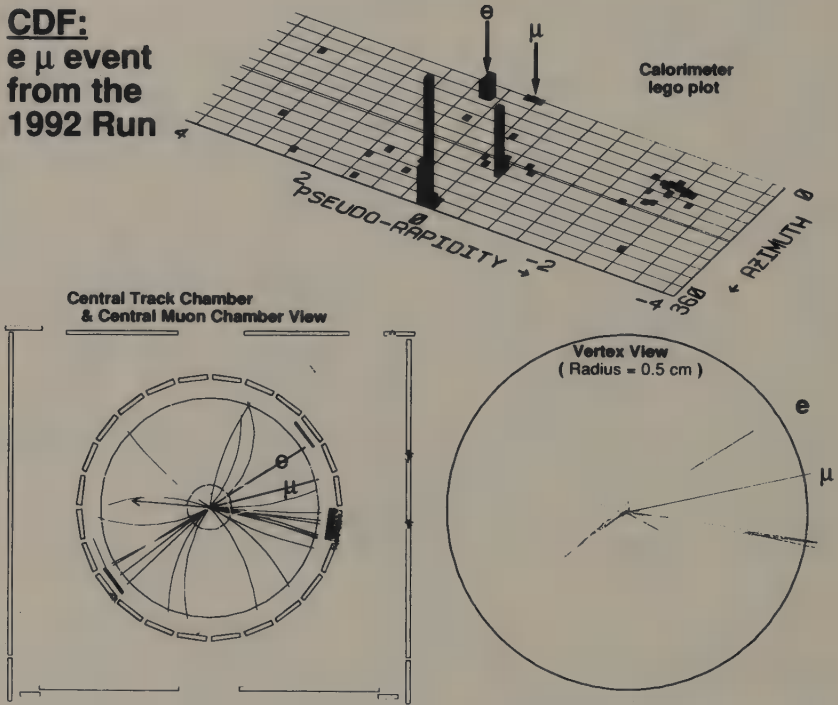 CDF:
e μ event
from the
1992 Run
e
μ
Calorimeter
lego plot
4
2
0
-2
-4
PSEUDO-RAPIDITY →
360
← AZIMUTH
0
Central Track Chamber
& Central Muon Chamber View
e
μ
Vertex View
( Radius = 0.5 cm )
e
μ